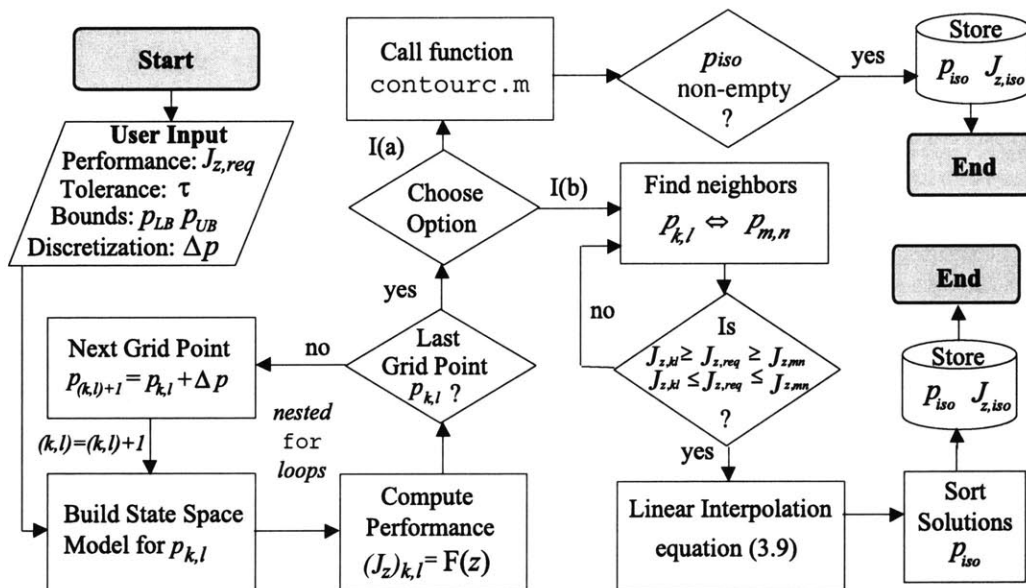 Start
User Input
Performance: J_{z,req}
Tolerance: τ
Bounds: p_{LB} p_{UB}
Discretization: Δp
Next Grid Point
p_{(k,l)+1} = p_{k,l} + Δp
(k,l)=(k,l)+1
Build State Space
Model for p_{k,l}
nested
for
loops
Compute
Performance
(J_z)_{k,l} = F(z)
Last
Grid Point
p_{k,l} ?
no
yes
Choose
Option
I(a)
I(b)
Call function
contourc.m
p_{iso}
non-empty
?
yes
Store
p_{iso} J_{z,iso}
End
Find neighbors
p_{k,l} ⇔ p_{m,n}
no
Is
J_{z,kl} ≥ J_{z,req} ≥ J_{z,mn}
J_{z,kl} ≤ J_{z,req} ≤ J_{z,mn}
?
yes
Linear Interpolation
equation (3.9)
Sort
Solutions
p_{iso}
Store
p_{iso} J_{z,iso}
End